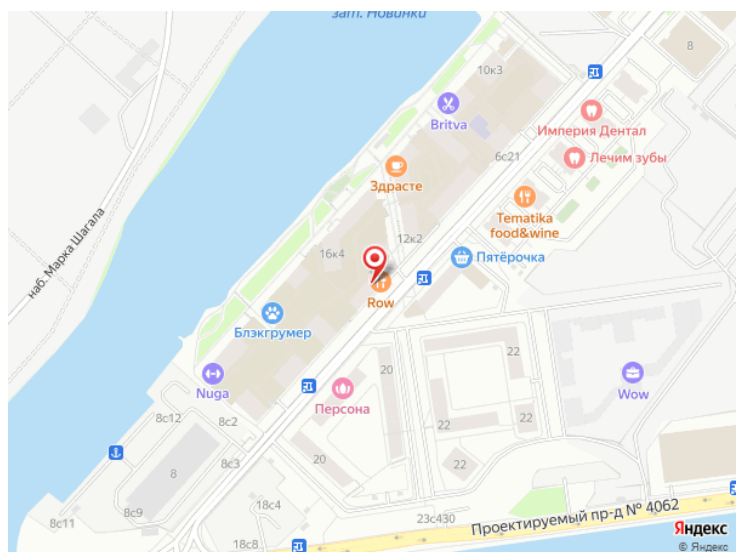 зат. Новинки
8
10к3
Britva
Империя Дентал
6с21
Лечим зубы
Здрасте
Tematika
food&wine
наб. Марка Шагала
12к2
16к4
Пятёрочка
Row
Блэкгрумер
22
22
20
Nuga
Персона
Wow
8с12
8с2
22
8с3
20
22
8
18с4
8с9
23с430
Проектируемый пр-д № 4062
8с11
18с8
Яндекс
© Яндекс